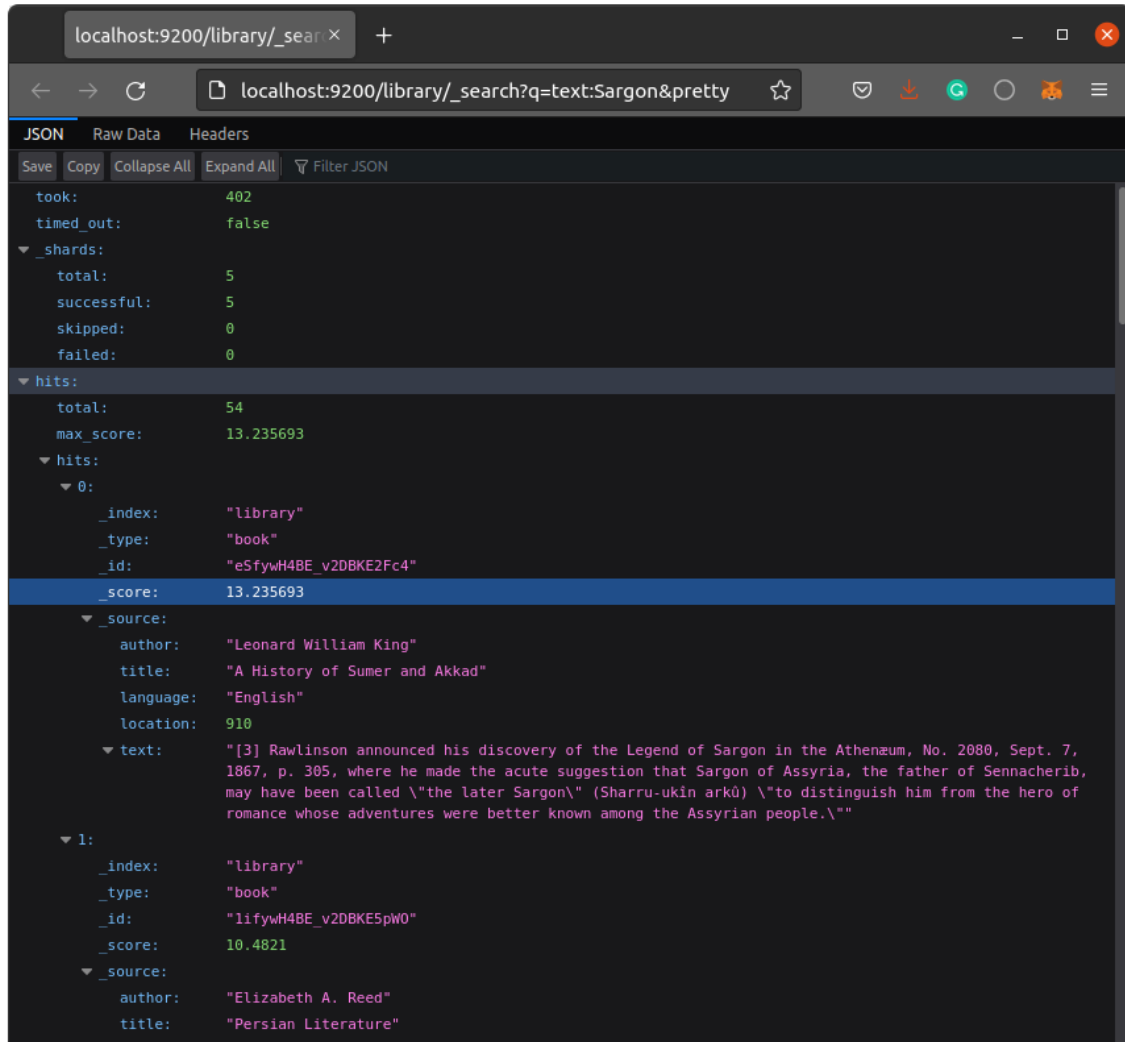 localhost:9200/library/_sear
localhost:9200/library/_search?q=text:Sargon&pretty
JSON Raw Data Headers
Save Copy Collapse All Expand All Filter JSON
took: 402
timed_out: false
_shards:
total: 5
successful: 5
skipped: 0
failed: 0
hits:
total: 54
max_score: 13.235693
hits:
0:
_index: "library"
_type: "book"
_id: "eSfywH4BE_v2DBKE2Fc4"
_score: 13.235693
_source:
author: "Leonard William King"
title: "A History of Sumer and Akkad"
language: "English"
location: 910
text: "[3] Rawlinson announced his discovery of the Legend of Sargon in the Athenæum, No. 2080, Sept. 7,
1867, p. 305, where he made the acute suggestion that Sargon of Assyria, the father of Sennacherib,
may have been called \"the later Sargon\" (Sharru-ukîn arkû) \"to distinguish him from the hero of
romance whose adventures were better known among the Assyrian people.\""
1:
_index: "library"
_type: "book"
_id: "1ifywH4BE_v2DBKE5pWO"
_score: 10.4821
_source:
author: "Elizabeth A. Reed"
title: "Persian Literature"